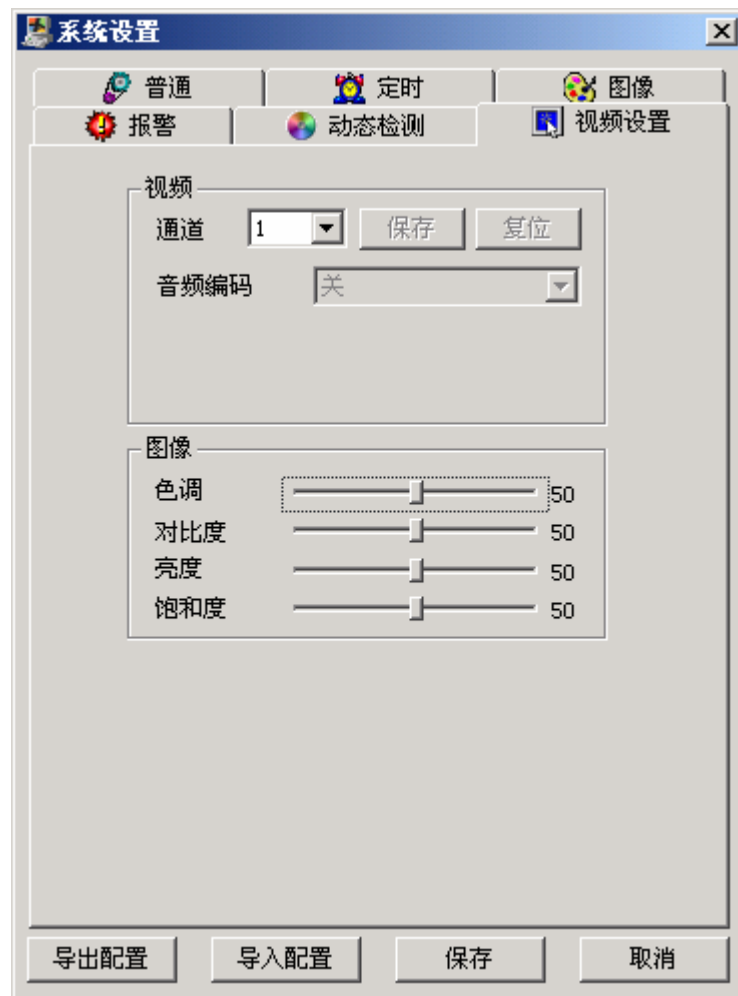 系统设置
普通 定时 图像
报警 动态检测 视频设置
视频
通道 1 保存 复位
音频编码 关
图像
色调 50
对比度 50
亮度 50
饱和度 50
导出配置 导入配置 保存 取消